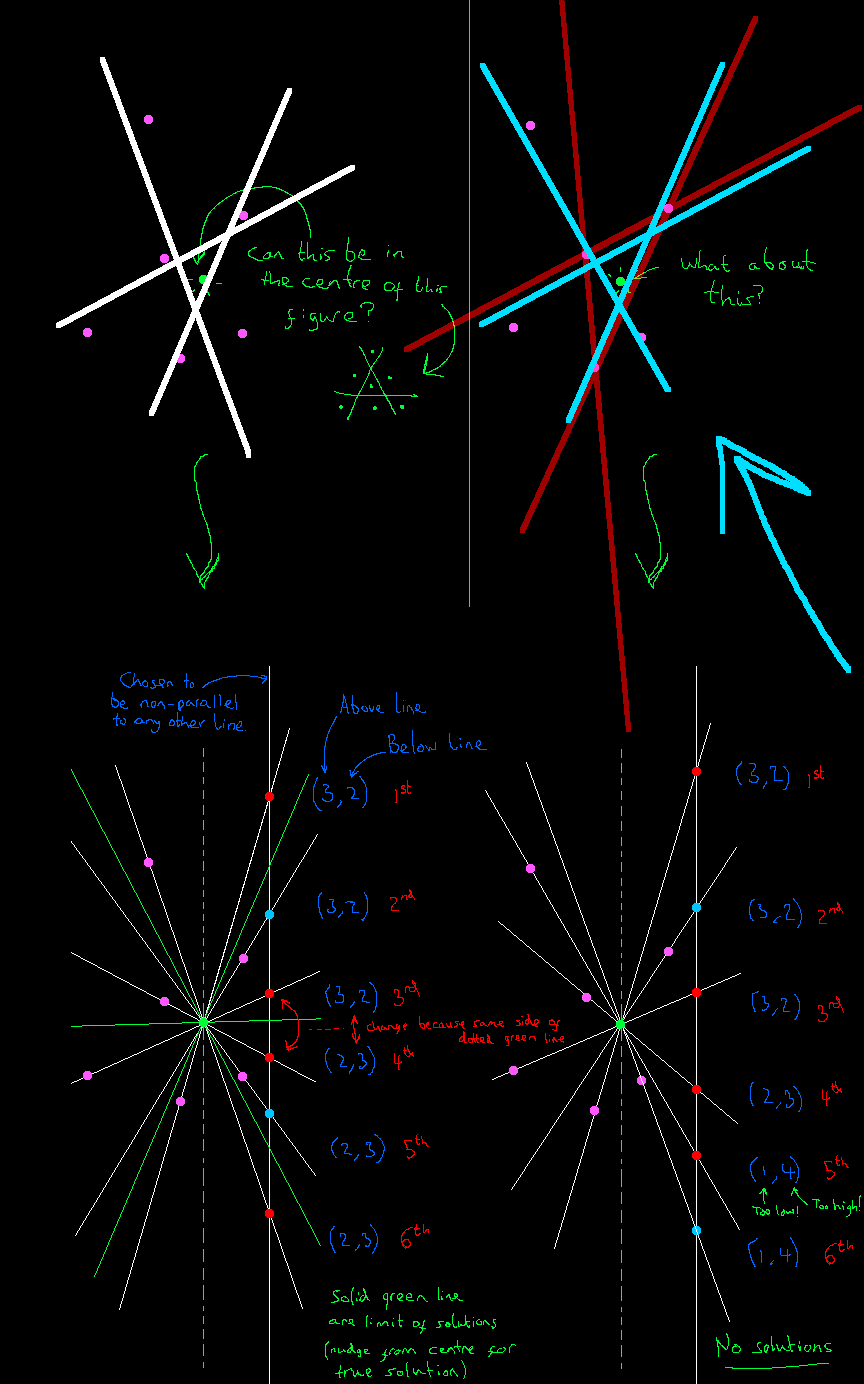 Can this be in
the centre of this
figure?
What about
this?
Chosen to
be non-parallel
to any other line.
Above line
Below line
(3,2) 1st
(3,2) 2nd
(3,2) 3rd
change because same side of
dotted green line
(2,3) 4th
(2,3) 5th
(2,3) 6th
Solid green line
are limit of solutions
(nudge from centre for
true solution)
(3,2) 1st
(3,2) 2nd
(3,2) 3rd
(2,3) 4th
(1,4) 5th
Too low! Too high!
(1,4) 6th
No solutions